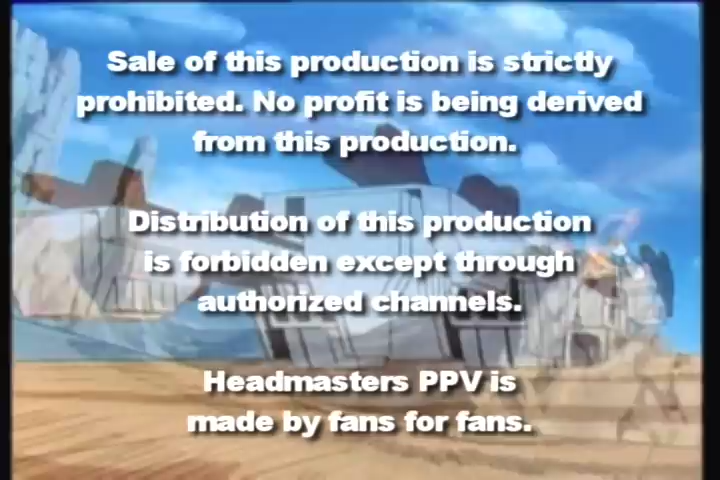 Sale of this production is strictly
prohibited. No profit is being derived
from this production.
Distribution of this production
is forbidden except through
authorized channels.
Headmasters PPV is
made by fans for fans.